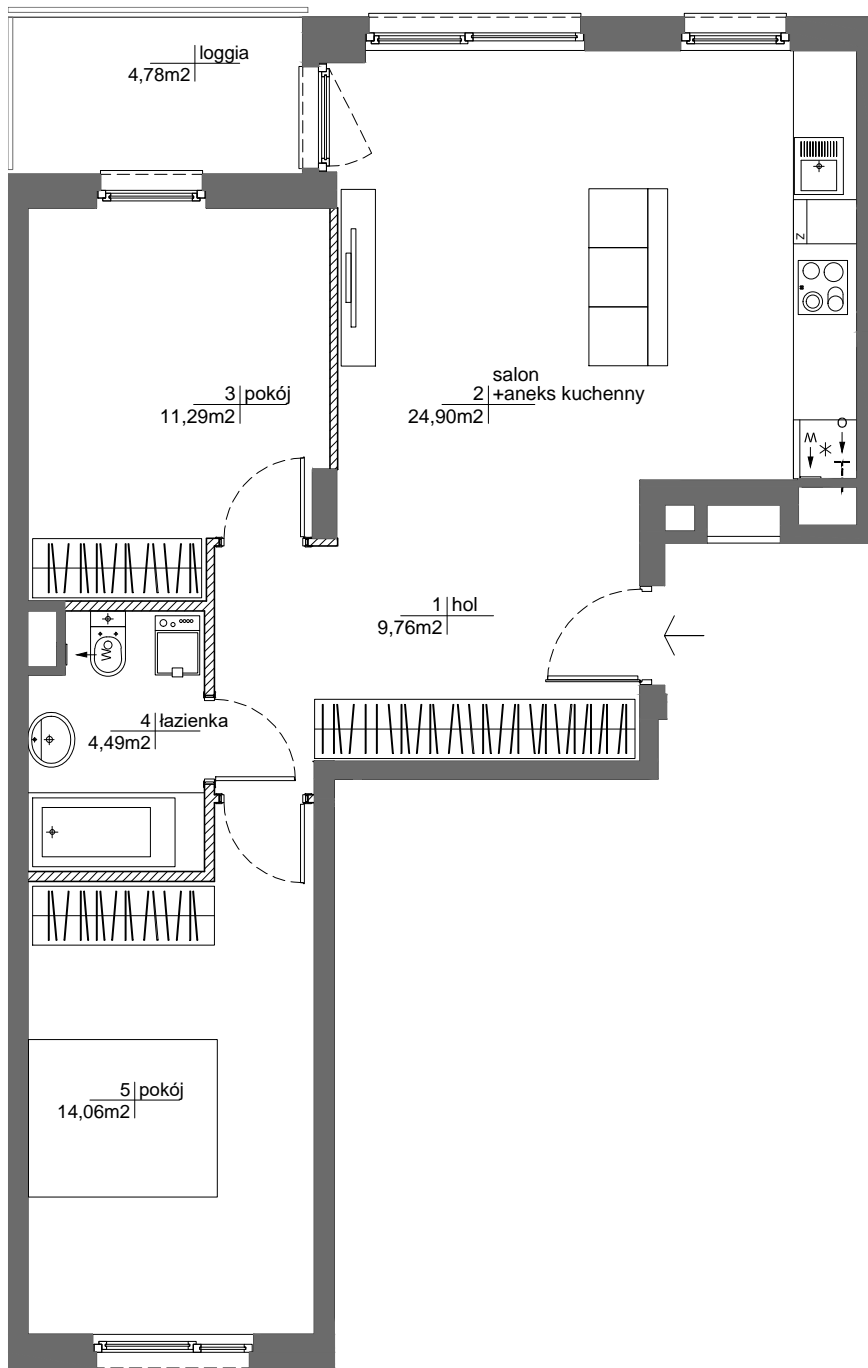 loggia
4,78m2
Z
salon
2 +aneks kuchenny
24,90m2
3 pokój
11,29m2
W
O
T
1 hol
9,76m2
WC
4 łazienka
4,49m2
5 pokój
14,06m2